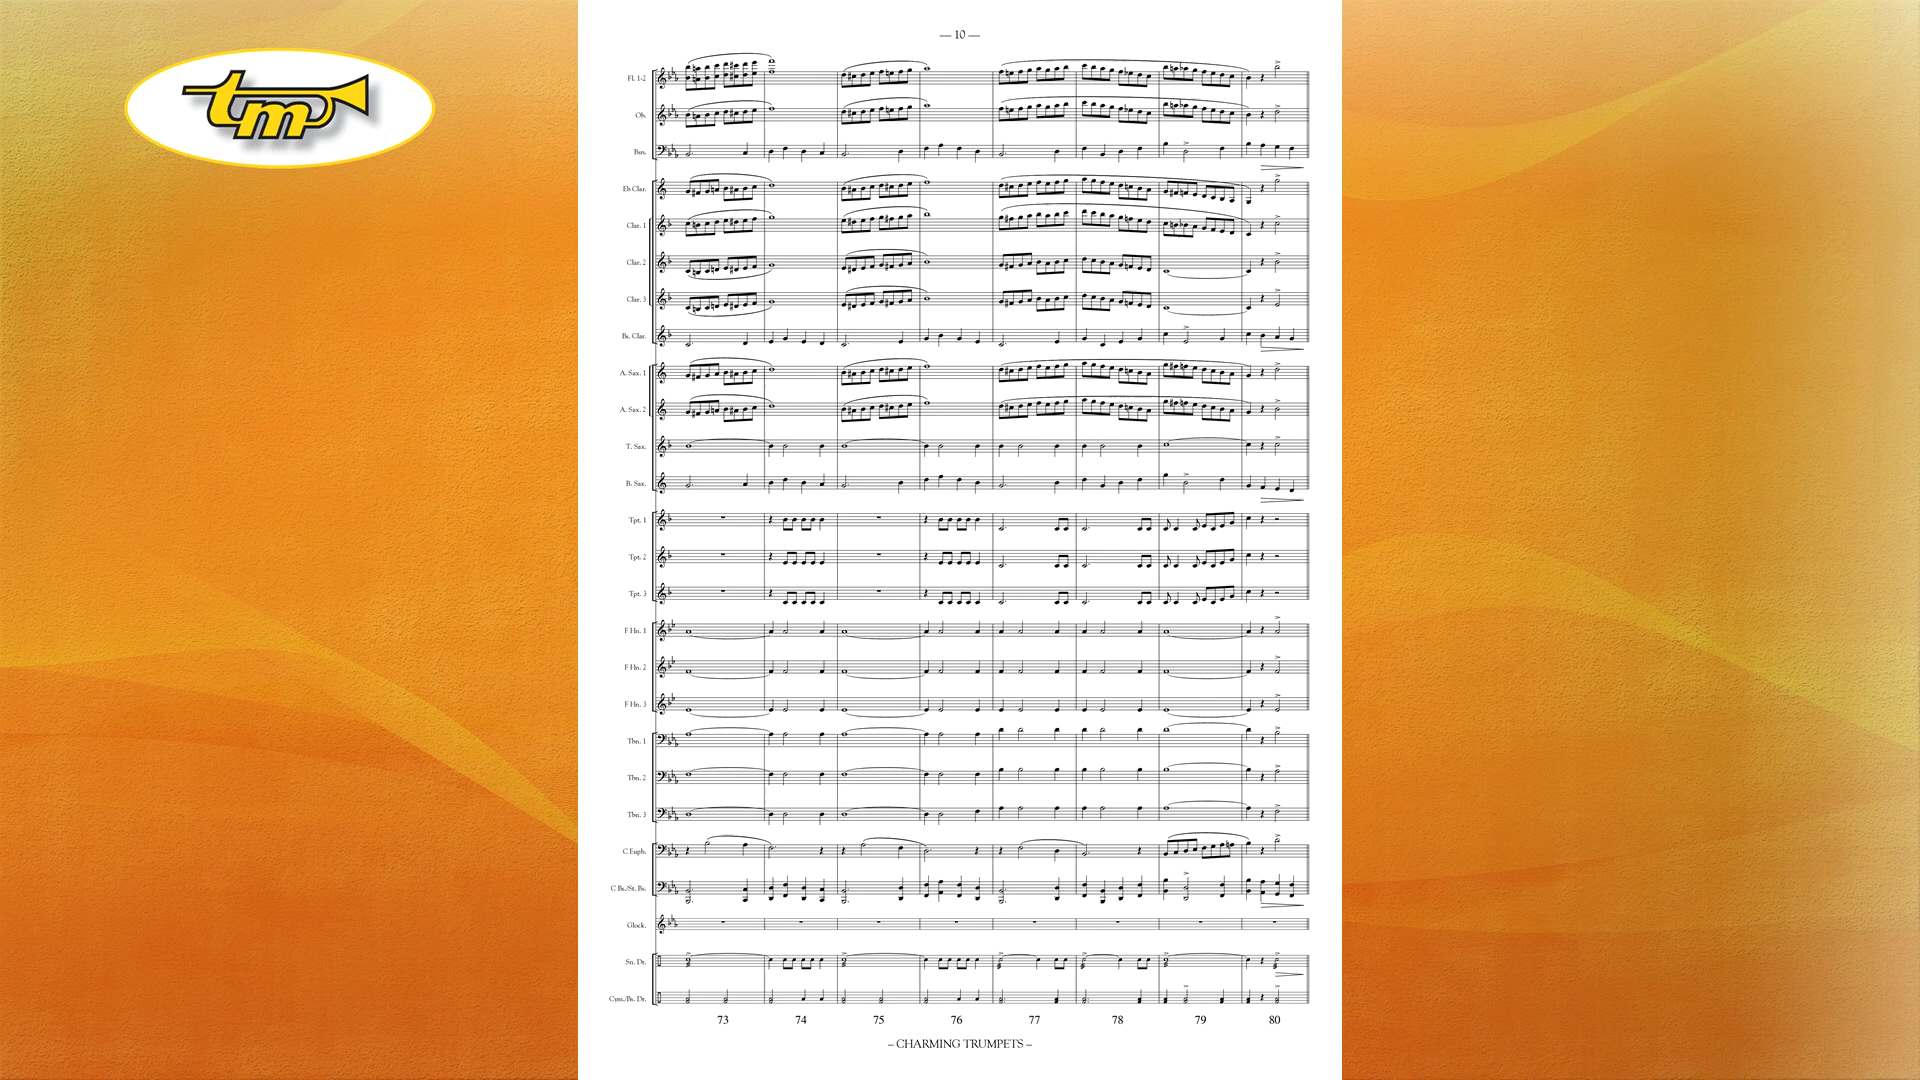 tm
— 10 —
Fl. 1-2
Ob.
Bsn.
Eb Clar.
Clar. 1
Clar. 2
Clar. 3
Bs. Clar.
A. Sax. 1
A. Sax. 2
T. Sax.
B. Sax.
Tpt. 1
Tpt. 2
Tpt. 3
F Hn. 1
F Hn. 2
F Hn. 3
Tbn. 1
Tbn. 2
Tbn. 3
C Euph.
C Bs./St. Bs.
Glock.
Sn. Dr.
Cym./Bs. Dr.
73 74 75 76 77 78 79 80
– CHARMING TRUMPETS –